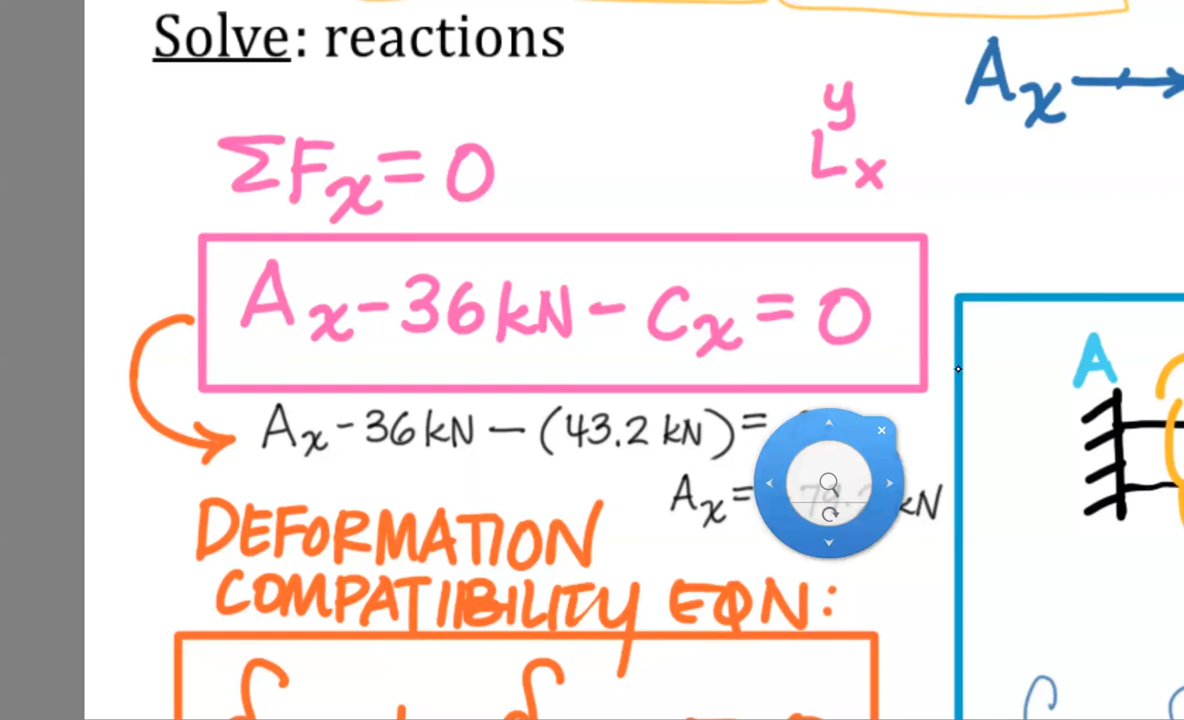 Solve: reactions
Ax
y
x
ΣFx = 0
Ax - 36 kN - Cx = 0
A
Ax - 36 kN - (43.2 kN) =
Ax = kN
DEFORMATION
COMPATIBILITY EQN: